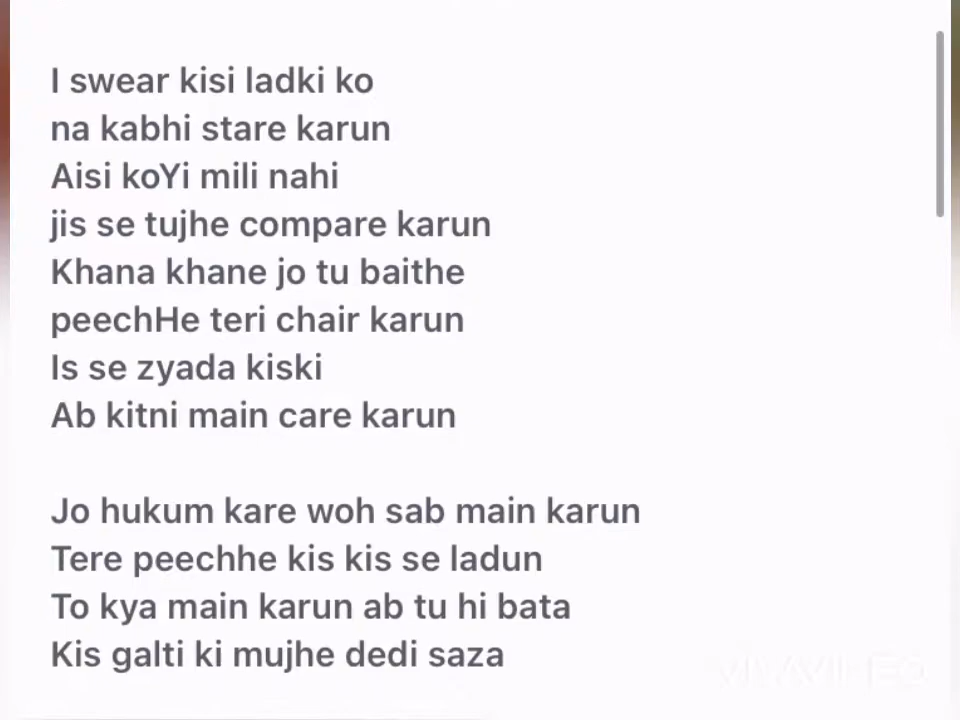 I swear kisi ladki ko
na kabhi stare karun
Aisi koYi mili nahi
jis se tujhe compare karun
Khana khane jo tu baithe
peechHe teri chair karun
Is se zyada kiski
Ab kitni main care karun
Jo hukum kare woh sab main karun
Tere peechhe kis kis se ladun
To kya main karun ab tu hi bata
Kis galti ki mujhe dedi saza
VIVAVIDEO